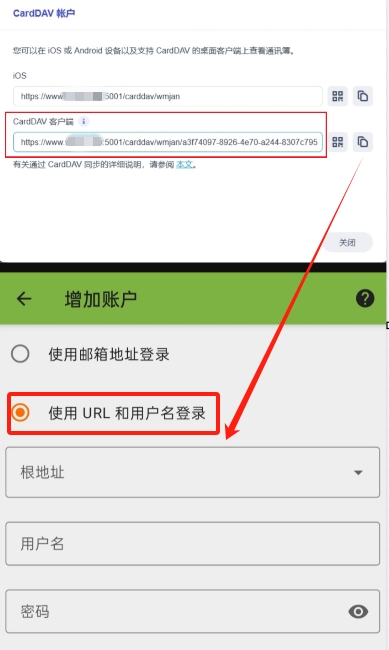 CardDAV 帐户
您可以在 iOS 或 Android 设备以及支持 CardDAV 的桌面客户端上查看通讯簿。
iOS
https://www. :5001/carddav/wmjan
CardDAV 客户端
https://www. :5001/carddav/wmjan/a3f74097-8926-4e70-a244-8307c795
有关通过 CardDAV 同步的详细说明，请参阅 本文。
关闭
增加账户
使用邮箱地址登录
使用 URL 和用户名登录
根地址
用户名
密码